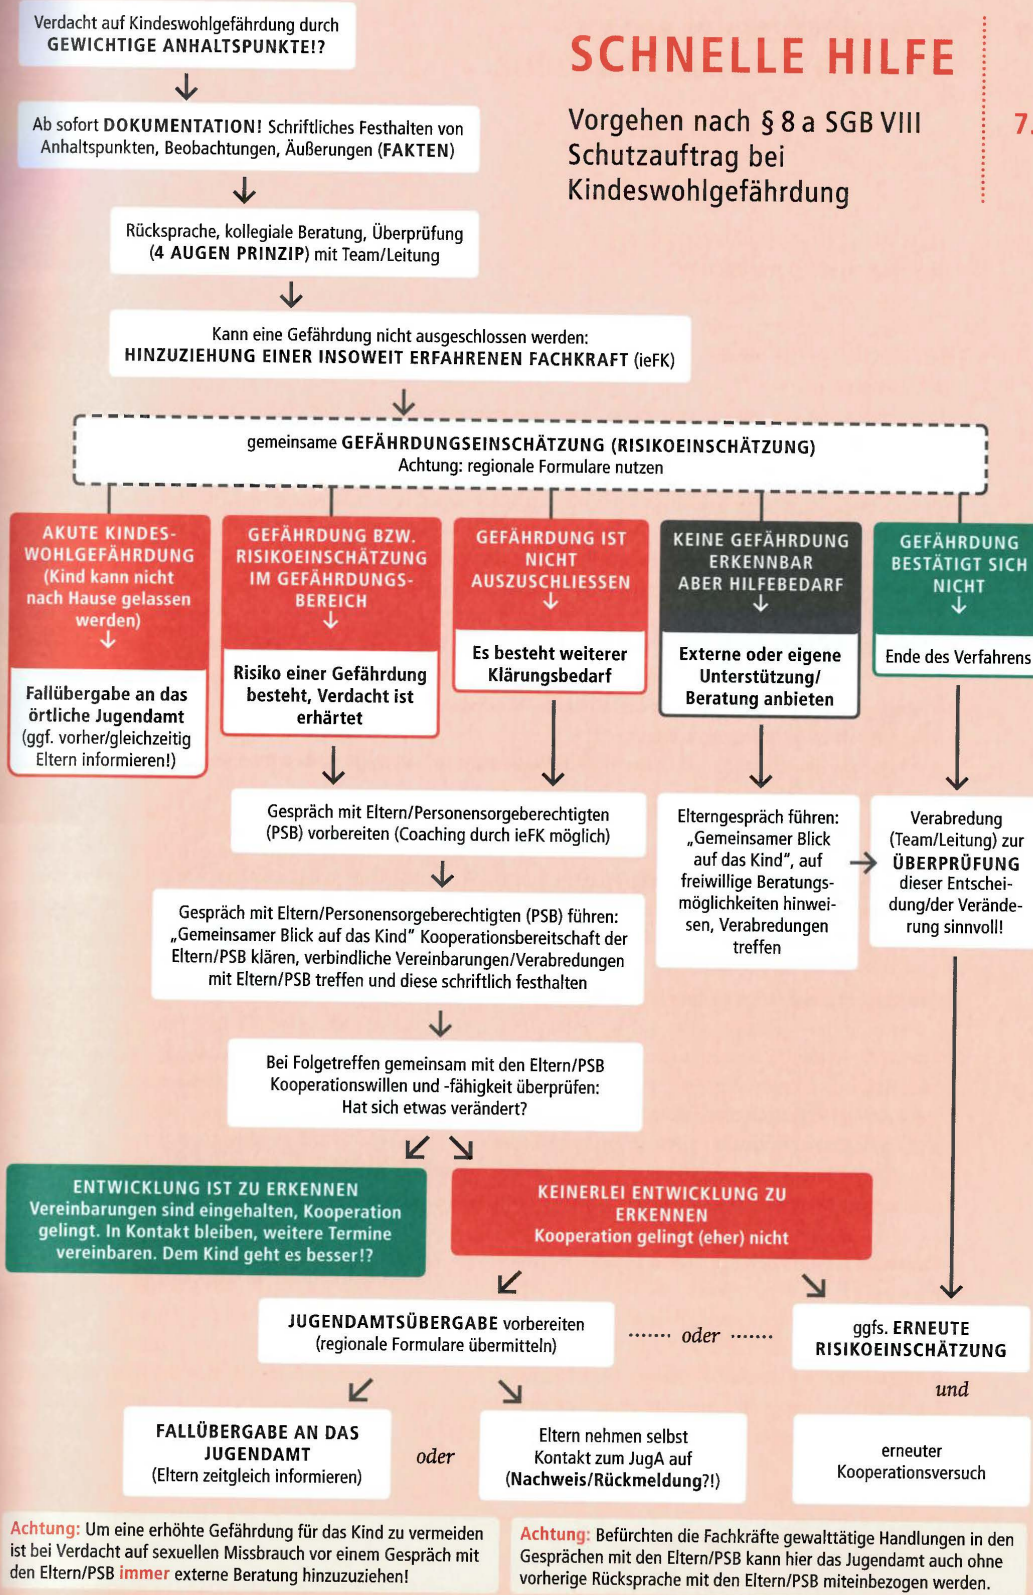 Verdacht auf Kindeswohlgefährdung durch
GEWICHTIGE ANHALTSPUNKTE!?
SCHNELLE HILFE
Vorgehen nach § 8 a SGB VIII
Schutzauftrag bei
Kindeswohlgefährdung
7.
Ab sofort DOKUMENTATION! Schriftliches Festhalten von
Anhaltspunkten, Beobachtungen, Äußerungen (FAKTEN)
Rücksprache, kollegiale Beratung, Überprüfung
(4 AUGEN PRINZIP) mit Team/Leitung
Kann eine Gefährdung nicht ausgeschlossen werden:
HINZUZIEHUNG EINER INSOWEIT ERFAHRENEN FACHKRAFT (ieFK)
gemeinsame GEFÄHRDUNGSEINSCHÄTZUNG (RISIKOEINSCHÄTZUNG)
Achtung: regionale Formulare nutzen
AKUTE KINDES-
WOHLGEFÄHRDUNG
(Kind kann nicht
nach Hause gelassen
werden)
Fallübergabe an das
örtliche Jugendamt
(ggf. vorher/gleichzeitig
Eltern informieren!)
GEFÄHRDUNG BZW.
RISIKOEINSCHÄTZUNG
IM GEFÄHRDUNGS-
BEREICH
Risiko einer Gefährdung
besteht, Verdacht ist
erhärtet
GEFÄHRDUNG IST
NICHT
AUSZUSCHLIESSEN
Es besteht weiterer
Klärungsbedarf
KEINE GEFÄHRDUNG
ERKENNBAR
ABER HILFEBEDARF
Externe oder eigene
Unterstützung/
Beratung anbieten
GEFÄHRDUNG
BESTÄTIGT SICH
NICHT
Ende des Verfahrens
Gespräch mit Eltern/Personensorgeberechtigten
(PSB) vorbereiten (Coaching durch ieFK möglich)
Elterngespräch führen:
„Gemeinsamer Blick
auf das Kind“, auf
freiwillige Beratungs-
möglichkeiten hinwei-
sen, Verabredungen
treffen
Verabredung
(Team/Leitung) zur
ÜBERPRÜFUNG
dieser Entschei-
dung/der Verände-
rung sinnvoll!
Gespräch mit Eltern/Personensorgeberechtigten (PSB) führen:
„Gemeinsamer Blick auf das Kind“ Kooperationsbereitschaft der
Eltern/PSB klären, verbindliche Vereinbarungen/Verabredungen
mit Eltern/PSB treffen und diese schriftlich festhalten
Bei Folgetreffen gemeinsam mit den Eltern/PSB
Kooperationswillen und -fähigkeit überprüfen:
Hat sich etwas verändert?
ENTWICKLUNG IST ZU ERKENNEN
Vereinbarungen sind eingehalten, Kooperation
gelingt. In Kontakt bleiben, weitere Termine
vereinbaren. Dem Kind geht es besser!?
KEINERLEI ENTWICKLUNG ZU
ERKENNEN
Kooperation gelingt (eher) nicht
JUGENDAMTSÜBERGABE vorbereiten
(regionale Formulare übermitteln)
....... oder .......
ggfs. ERNEUTE
RISIKOEINSCHÄTZUNG
und
FALLÜBERGABE AN DAS
JUGENDAMT
(Eltern zeitgleich informieren)
oder
Eltern nehmen selbst
Kontakt zum JugA auf
(Nachweis/Rückmeldung?!)
erneuter
Kooperationsversuch
Achtung: Um eine erhöhte Gefährdung für das Kind zu vermeiden
ist bei Verdacht auf sexuellen Missbrauch vor einem Gespräch mit
den Eltern/PSB immer externe Beratung hinzuzuziehen!
Achtung: Befürchten die Fachkräfte gewalttätige Handlungen in den
Gesprächen mit den Eltern/PSB kann hier das Jugendamt auch ohne
vorherige Rücksprache mit den Eltern/PSB miteinbezogen werden.